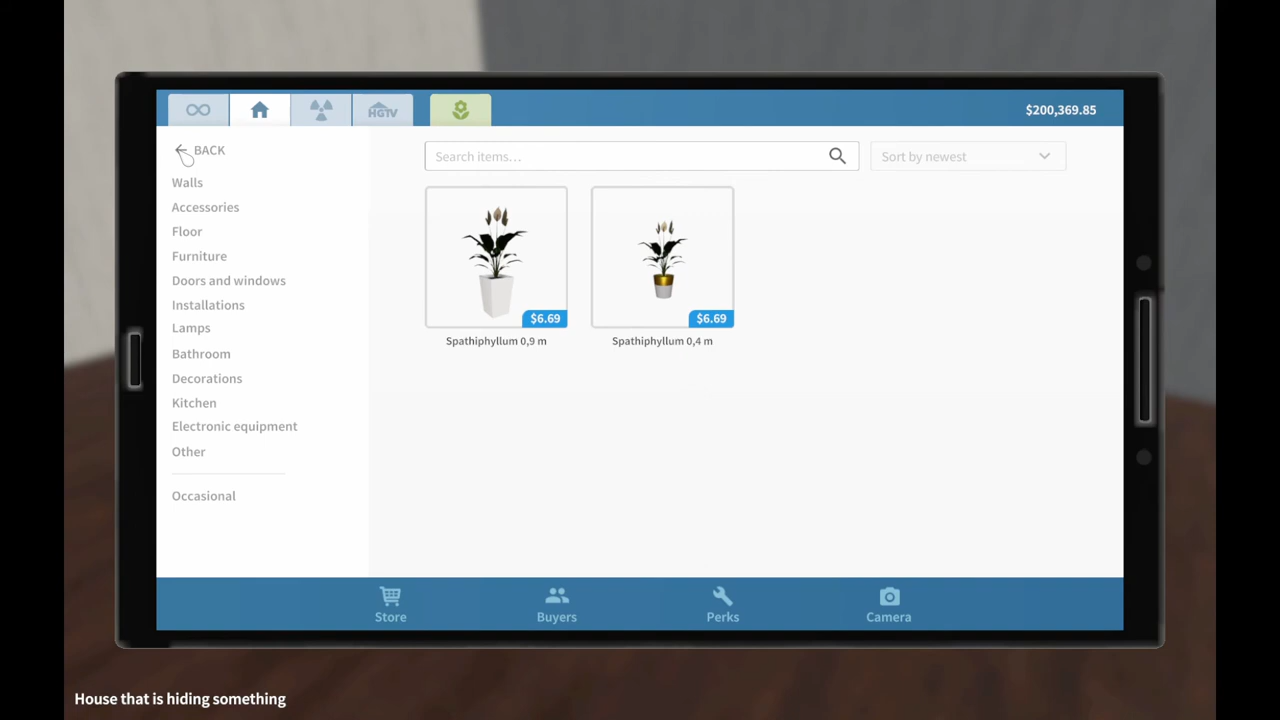 HGTV
$200,369.85
BACK
Search items...
Sort by newest
Walls
Accessories
Floor
Furniture
Doors and windows
Installations
Lamps
Bathroom
Decorations
Kitchen
Electronic equipment
Other
Occasional
$6.69
$6.69
Spathiphyllum 0,9 m
Spathiphyllum 0,4 m
Store
Buyers
Perks
Camera
House that is hiding something